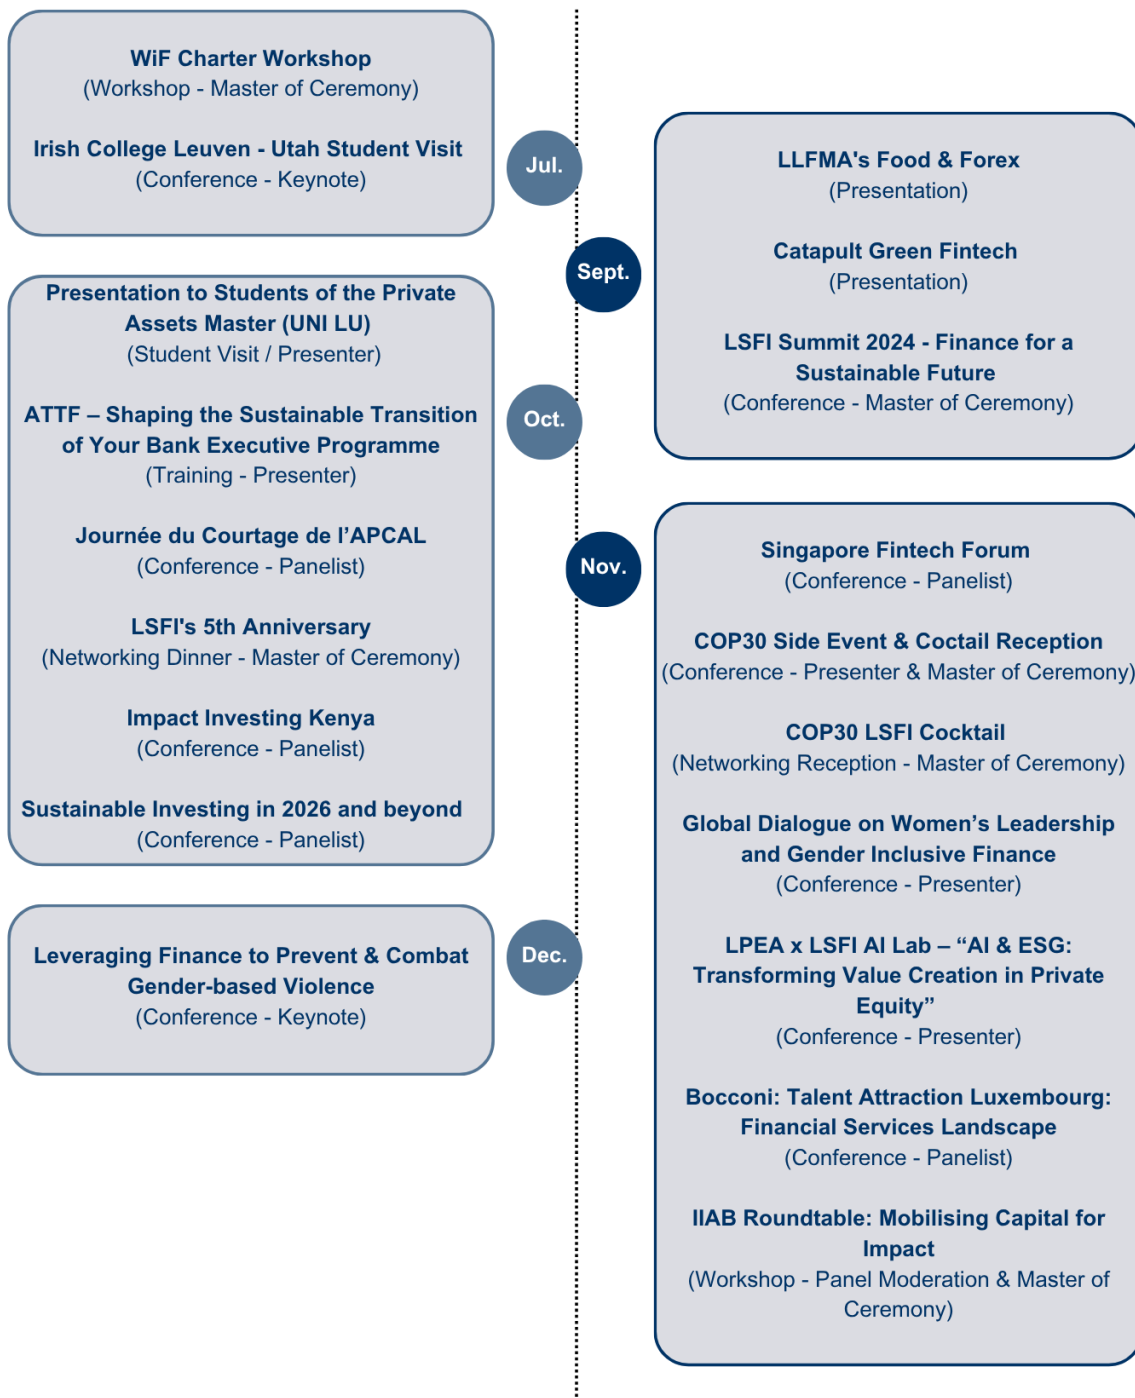 WiF Charter Workshop
(Workshop - Master of Ceremony)
Irish College Leuven - Utah Student Visit
(Conference - Keynote)
Jul.
LLFMA's Food & Forex
(Presentation)
Catapult Green Fintech
(Presentation)
LSFI Summit 2024 - Finance for a
Sustainable Future
(Conference - Master of Ceremony)
Sept.
Presentation to Students of the Private
Assets Master (UNI LU)
(Student Visit / Presenter)
ATTF – Shaping the Sustainable Transition
of Your Bank Executive Programme
(Training - Presenter)
Journée du Courtage de l’APCAL
(Conference - Panelist)
LSFI's 5th Anniversary
(Networking Dinner - Master of Ceremony)
Impact Investing Kenya
(Conference - Panelist)
Sustainable Investing in 2026 and beyond
(Conference - Panelist)
Oct.
Nov.
Singapore Fintech Forum
(Conference - Panelist)
COP30 Side Event & Coctail Reception
(Conference - Presenter & Master of Ceremony)
COP30 LSFI Cocktail
(Networking Reception - Master of Ceremony)
Global Dialogue on Women’s Leadership
and Gender Inclusive Finance
(Conference - Presenter)
LPEA x LSFI AI Lab – “AI & ESG:
Transforming Value Creation in Private
Equity”
(Conference - Presenter)
Bocconi: Talent Attraction Luxembourg:
Financial Services Landscape
(Conference - Panelist)
IIAB Roundtable: Mobilising Capital for
Impact
(Workshop - Panel Moderation & Master of
Ceremony)
Leveraging Finance to Prevent & Combat
Gender-based Violence
(Conference - Keynote)
Dec.